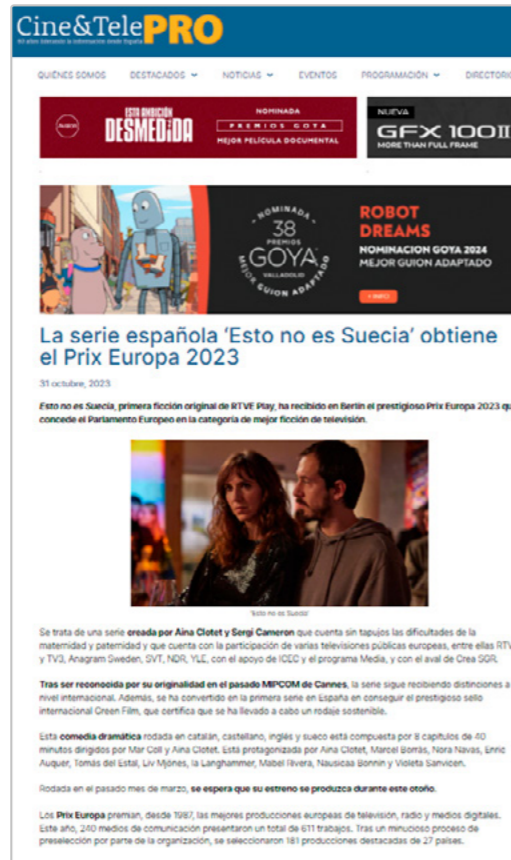 Cine&TelePRO
QUIÉNES SOMOS DESTACADOS NOTICIAS EVENTOS PROGRAMACIÓN DIRECTORIO
ESTA AMBICIÓN
DESMEDIDA
NOMINADA
PREMIOS GOYA
MEJOR PELÍCULA DOCUMENTAL
NUEVA
GFX 100II
MORE THAN FULL FRAME
NOMINADA
38
PREMIOS
GOYA
VALLADOLID
MEJOR GUION ADAPTADO
ROBOT
DREAMS
NOMINACION GOYA 2024
MEJOR GUION ADAPTADO
+ INFO
La serie española ‘Esto no es Suecia’ obtiene
el Prix Europa 2023
31 octubre, 2023
Esto no es Suecia, primera ficción original de RTVE Play, ha recibido en Berlín el prestigioso Prix Europa 2023 qu
concede el Parlamento Europeo en la categoría de mejor ficción de televisión.
'Esto no es Suecia'
Se trata de una serie creada por Aina Clotet y Sergi Cameron que cuenta sin tapujos las dificultades de la
maternidad y paternidad y que cuenta con la participación de varias televisiones públicas europeas, entre ellas RTV
y TV3, Anagram Sweden, SVT, NDR, YLE, con el apoyo de ICEC y el programa Media, y con el aval de Crea SGR.
Tras ser reconocida por su originalidad en el pasado MIPCOM de Cannes, la serie sigue recibiendo distinciones a
nivel internacional. Además, se ha convertido en la primera serie en España en conseguir el prestigioso sello
internacional Green Film, que certifica que se ha llevado a cabo un rodaje sostenible.
Esta comedia dramática rodada en catalán, castellano, inglés y sueco está compuesta por 8 capítulos de 40
minutos dirigidos por Mar Coll y Aina Clotet. Está protagonizada por Aina Clotet, Marcel Borràs, Nora Navas, Enric
Auquer, Tomás del Estal, Liv Mjönes, Ia Langhammer, Mabel Rivera, Nausicaa Bonnín y Violeta Sanvicen.
Rodada en el pasado mes de marzo, se espera que su estreno se produzca durante este otoño.
Los Prix Europa premian, desde 1987, las mejores producciones europeas de televisión, radio y medios digitales.
Este año, 240 medios de comunicación presentaron un total de 611 trabajos. Tras un minucioso proceso de
preselección por parte de la organización, se seleccionaron 181 producciones destacadas de 27 países.